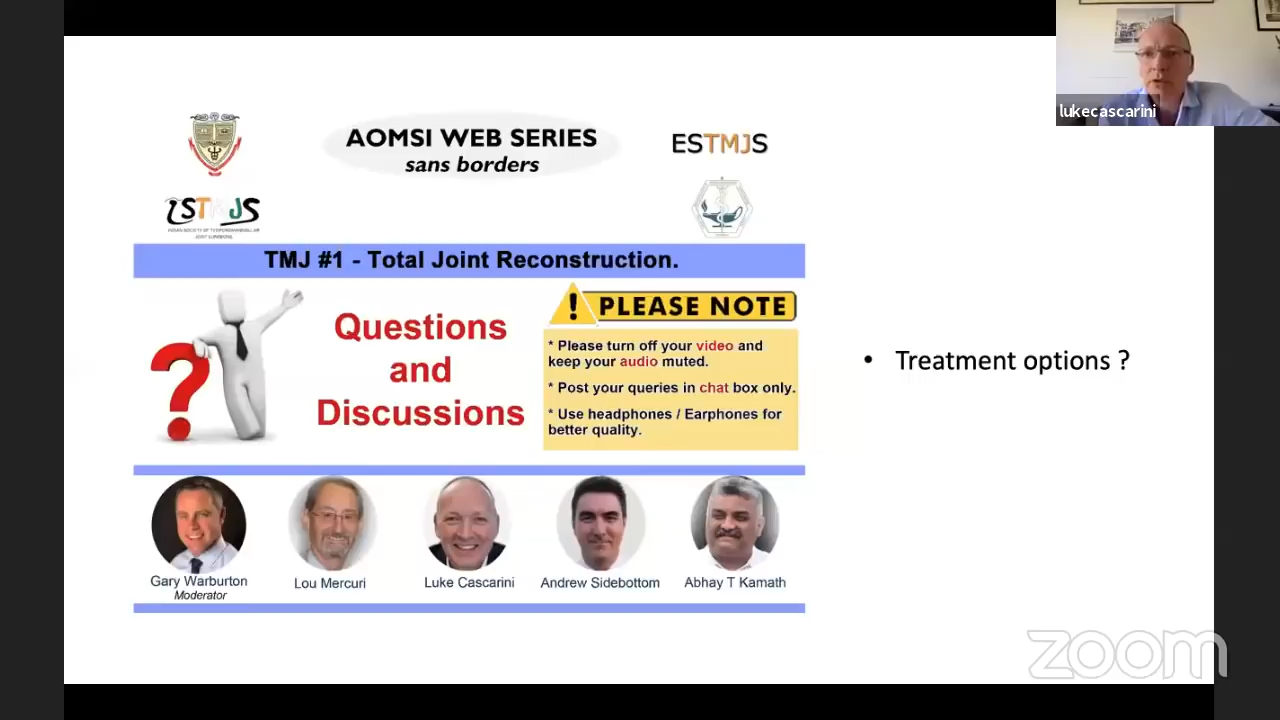 lukecascarini
AOMSI WEB SERIES
sans borders
ESTMJS
ISTMJS
TMJ #1 - Total Joint Reconstruction.
Questions
and
Discussions
! PLEASE NOTE
* Please turn off your video and
keep your audio muted.
* Post your queries in chat box only.
* Use headphones / Earphones for
better quality.
?
• Treatment options ?
Gary Warburton
Moderator
Lou Mercuri
Luke Cascarini
Andrew Sidebottom
Abhay T Kamath
zoom